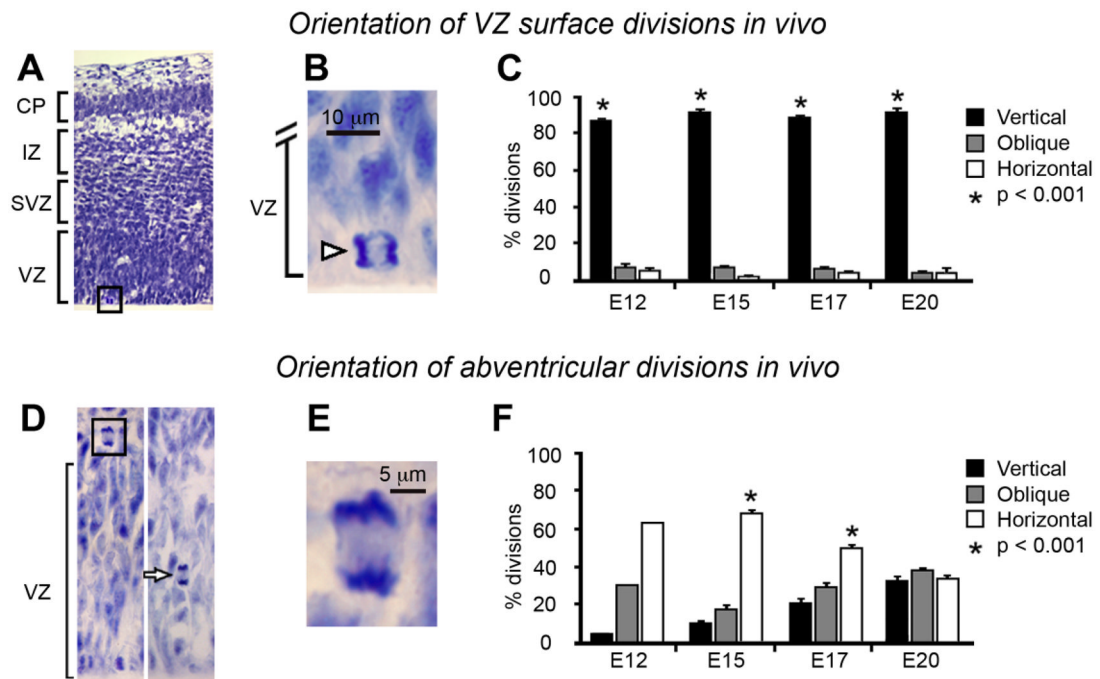 Orientation of VZ surface divisions in vivo
A
CP
IZ
SVZ
VZ
B
10 μm
VZ
C
% divisions
100
80
60
40
20
0
* * * *
E12 E15 E17 E20
Vertical
Oblique
Horizontal
* p < 0.001
Orientation of abventricular divisions in vivo
D
VZ
E
5 μm
F
% divisions
100
80
60
40
20
0
* *
E12 E15 E17 E20
Vertical
Oblique
Horizontal
* p < 0.001